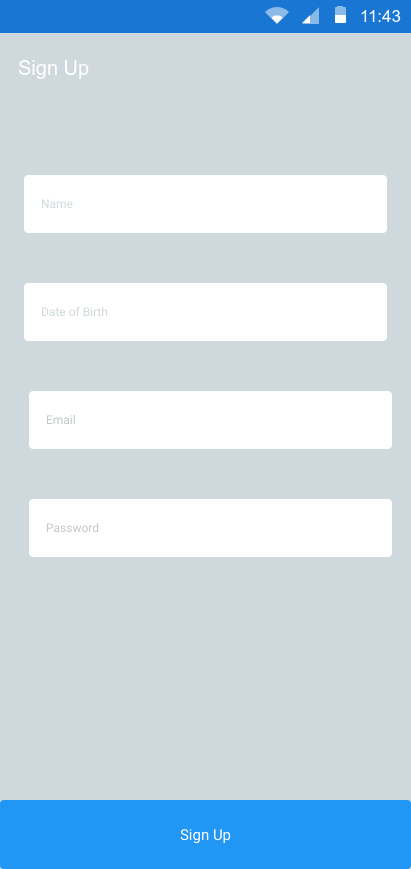 11:43
Sign Up
Name
Date of Birth
Email
Password
Sign Up